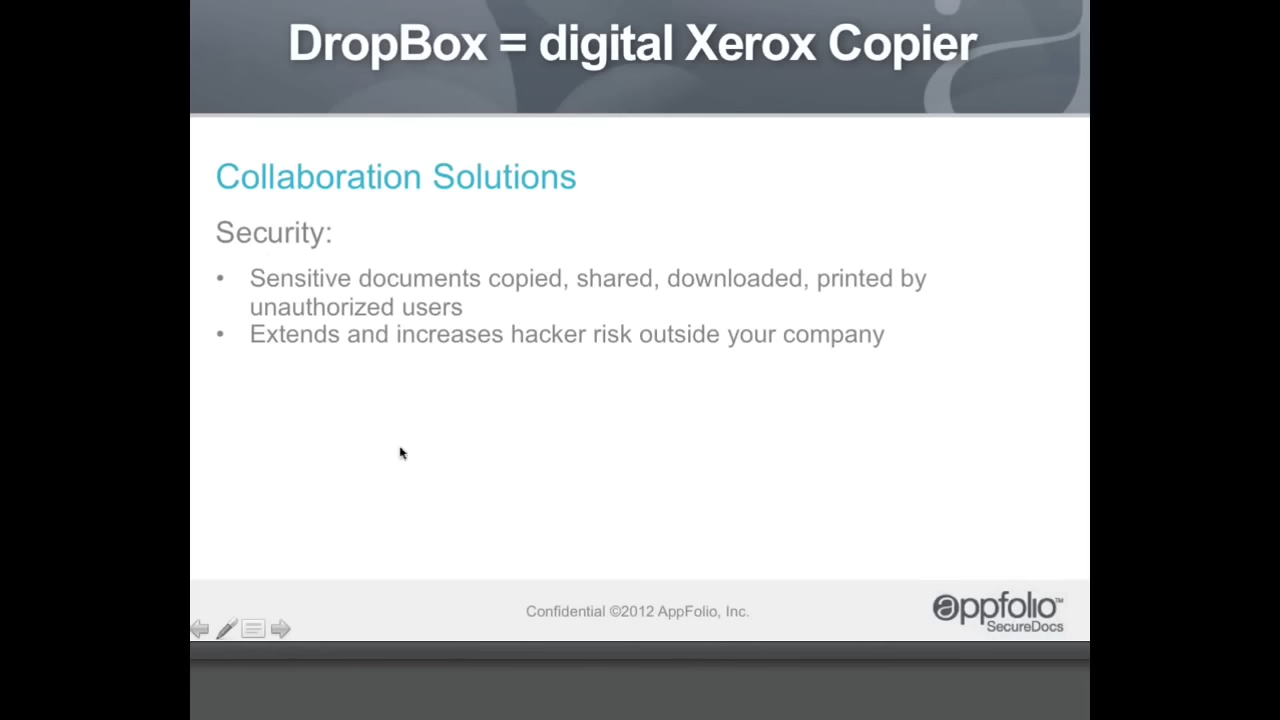 DropBox = digital Xerox Copier
Collaboration Solutions
Security:
• Sensitive documents copied, shared, downloaded, printed by
unauthorized users
• Extends and increases hacker risk outside your company
Confidential ©2012 AppFolio, Inc.
appfolio™
SecureDocs